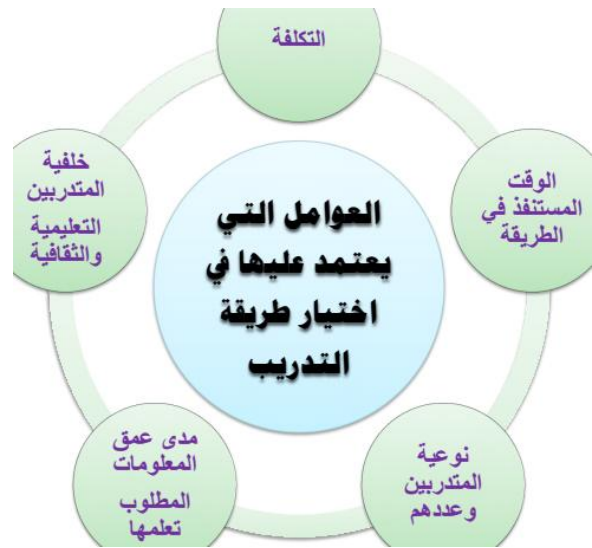 التكلفة
الوقت
المستنفذ في
الطريقة
نوعية
المتدربين
وعددهم
مدى عمق
المعلومات
المطلوب
تعلمها
خلفية
المتدربين
التعليمية
والثقافية
العوامل التي
يعتمد عليها في
اختيار طريقة
التدريب